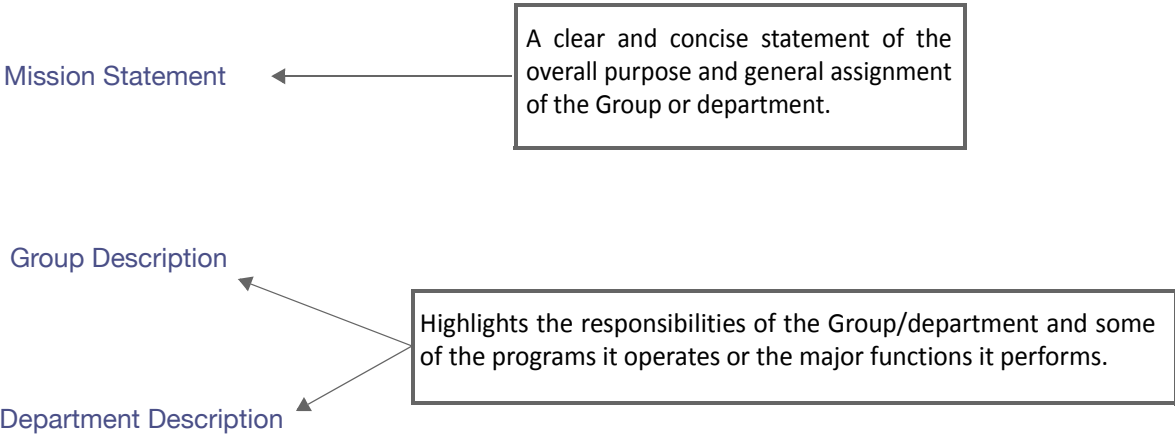 A clear and concise statement of the
overall purpose and general assignment
of the Group or department.
Mission Statement
Group Description
Highlights the responsibilities of the Group/department and some
of the programs it operates or the major functions it performs.
Department Description